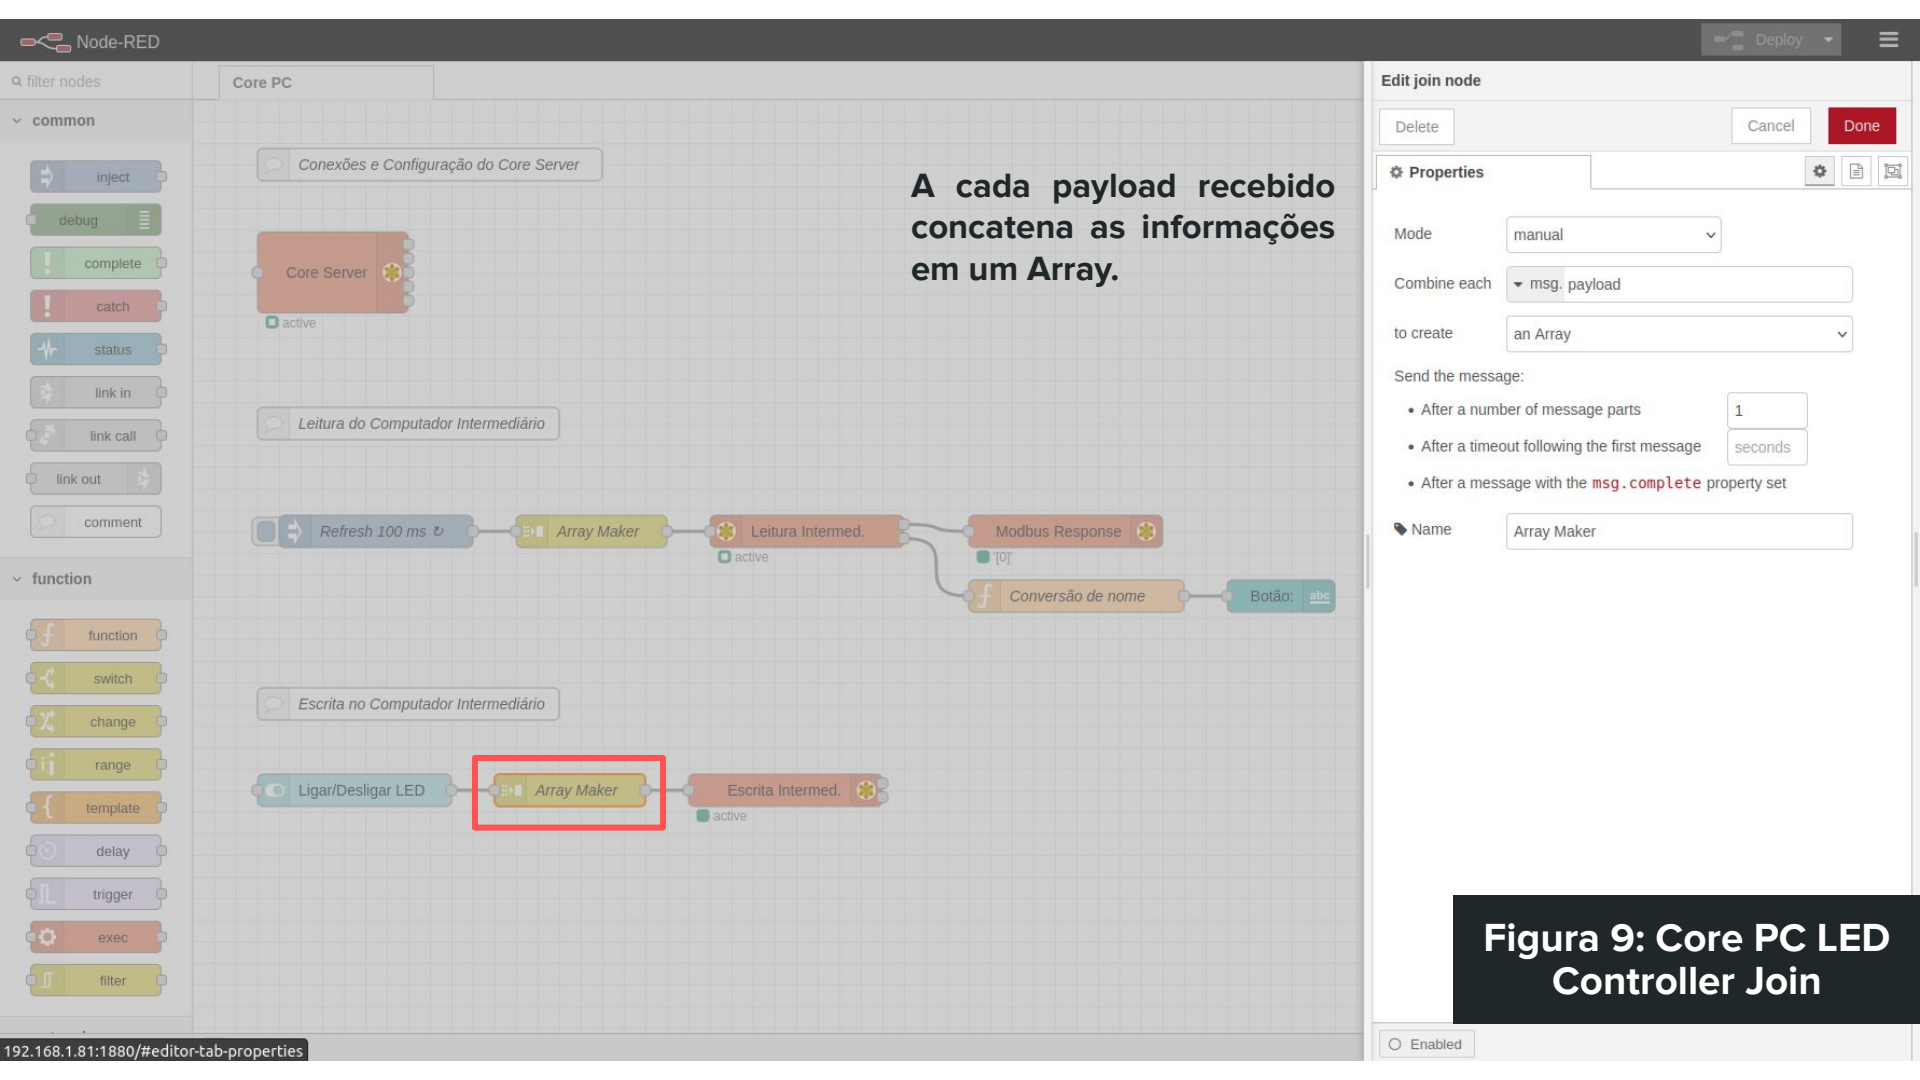 Node-RED
Deploy
filter nodes
Core PC
common
inject
debug
complete
catch
status
link in
link call
link out
comment
function
function
switch
change
range
template
delay
trigger
exec
filter
192.168.1.81:1880/#editor-tab-properties
Conexões e Configuração do Core Server
Core Server
active
A cada payload recebido
concatena as informações
em um Array.
Leitura do Computador Intermediário
Refresh 100 ms ↻
Array Maker
Leitura Intermed.
active
Modbus Response
'[0]'
Conversão de nome
Botão:
abc
Escrita no Computador Intermediário
Ligar/Desligar LED
Array Maker
Escrita Intermed.
active
Edit join node
Delete
Cancel
Done
Properties
Mode
manual
Combine each
msg. payload
to create
an Array
Send the message:
• After a number of message parts
1
• After a timeout following the first message
seconds
• After a message with the msg.complete property set
Name
Array Maker
Figura 9: Core PC LED
Controller Join
Enabled